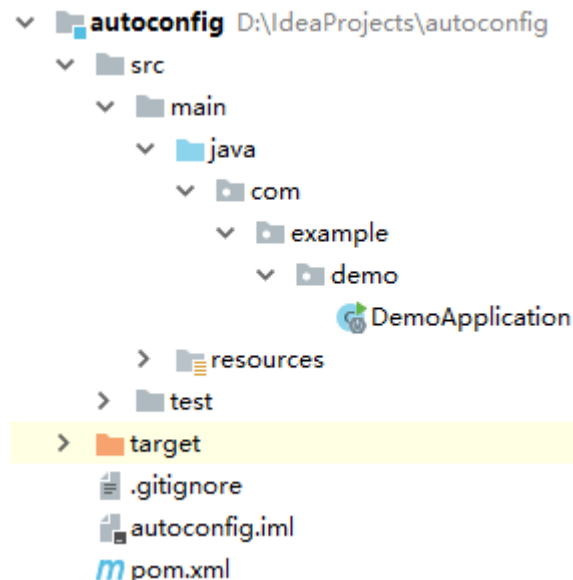 autoconfig D:\IdeaProjects\autoconfig
src
main
java
com
example
demo
DemoApplication
resources
test
target
.gitignore
autoconfig.iml
pom.xml